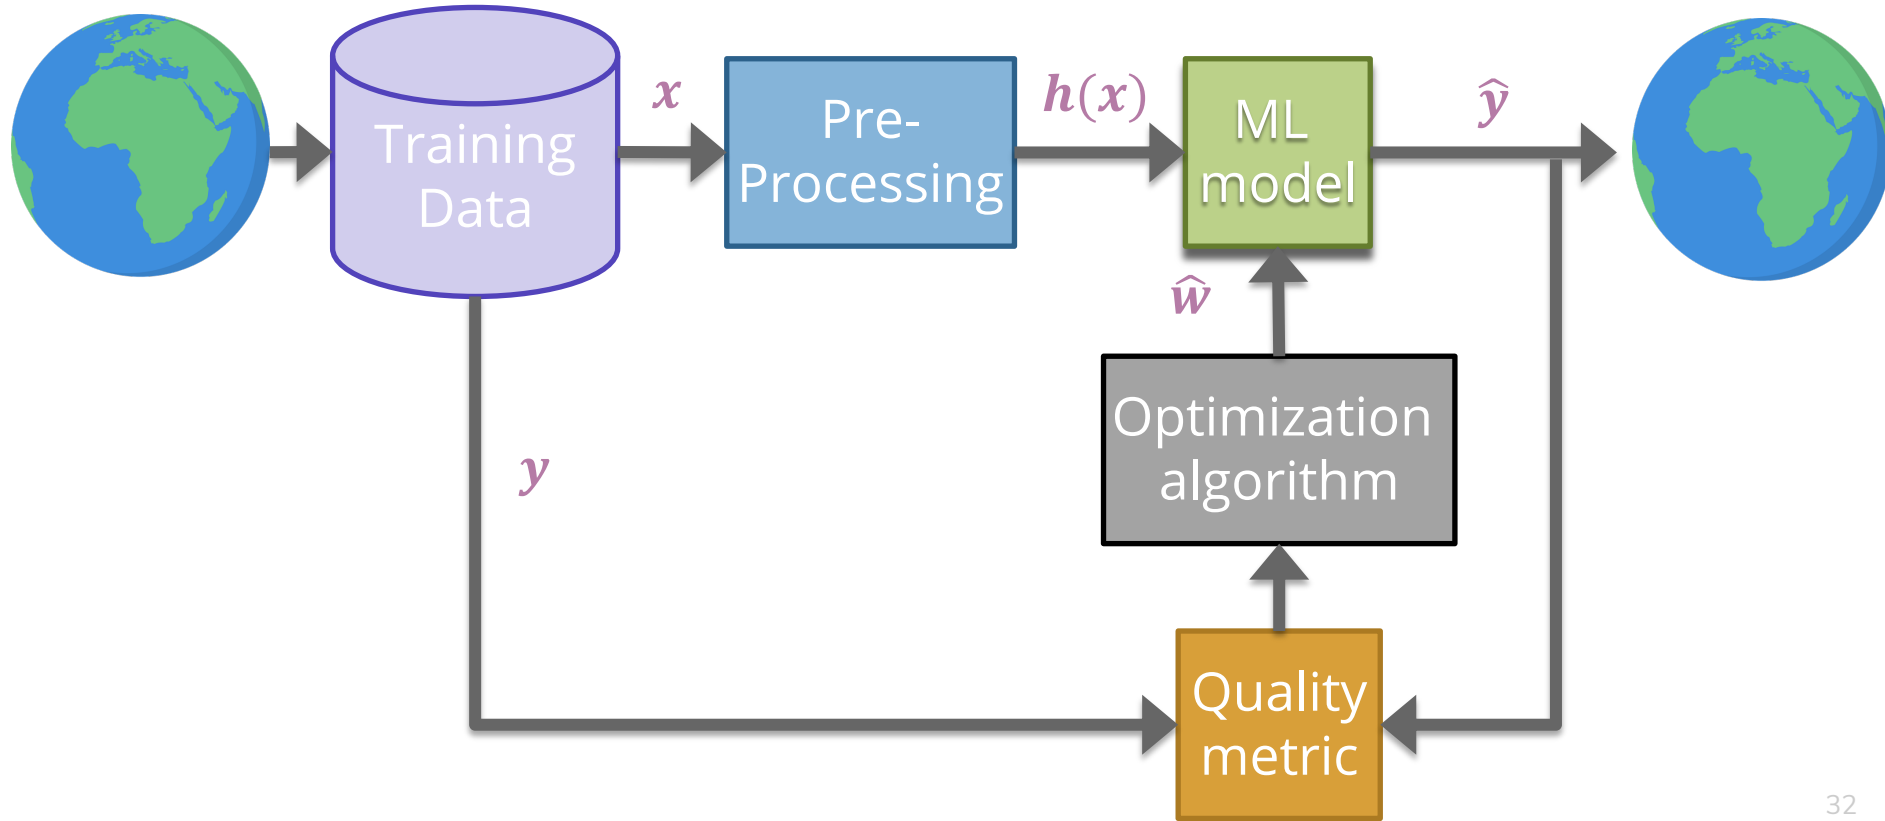 Training
Data
x
Pre-
Processing
h(x)
ML
model
ŷ
ŵ
Optimization
algorithm
y
Quality
metric
32